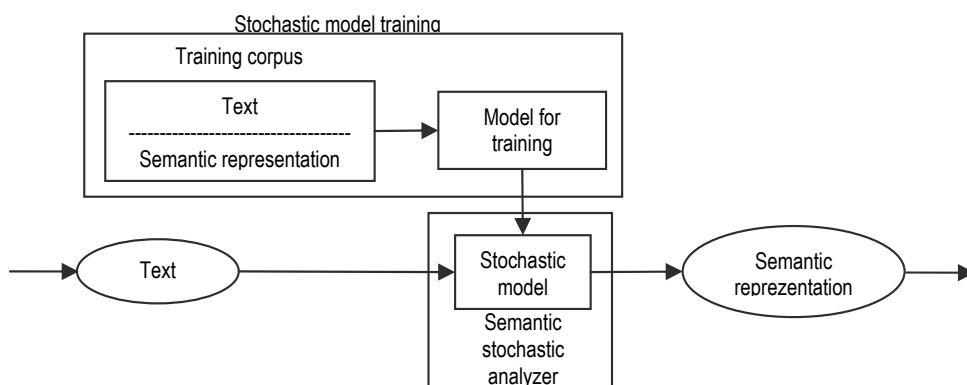 Stochastic model training
Training corpus
Text
-------------------------------------
Semantic representation
Model for
training
Text
Stochastic
model
Semantic
stochastic
analyzer
Semantic
reprezentation